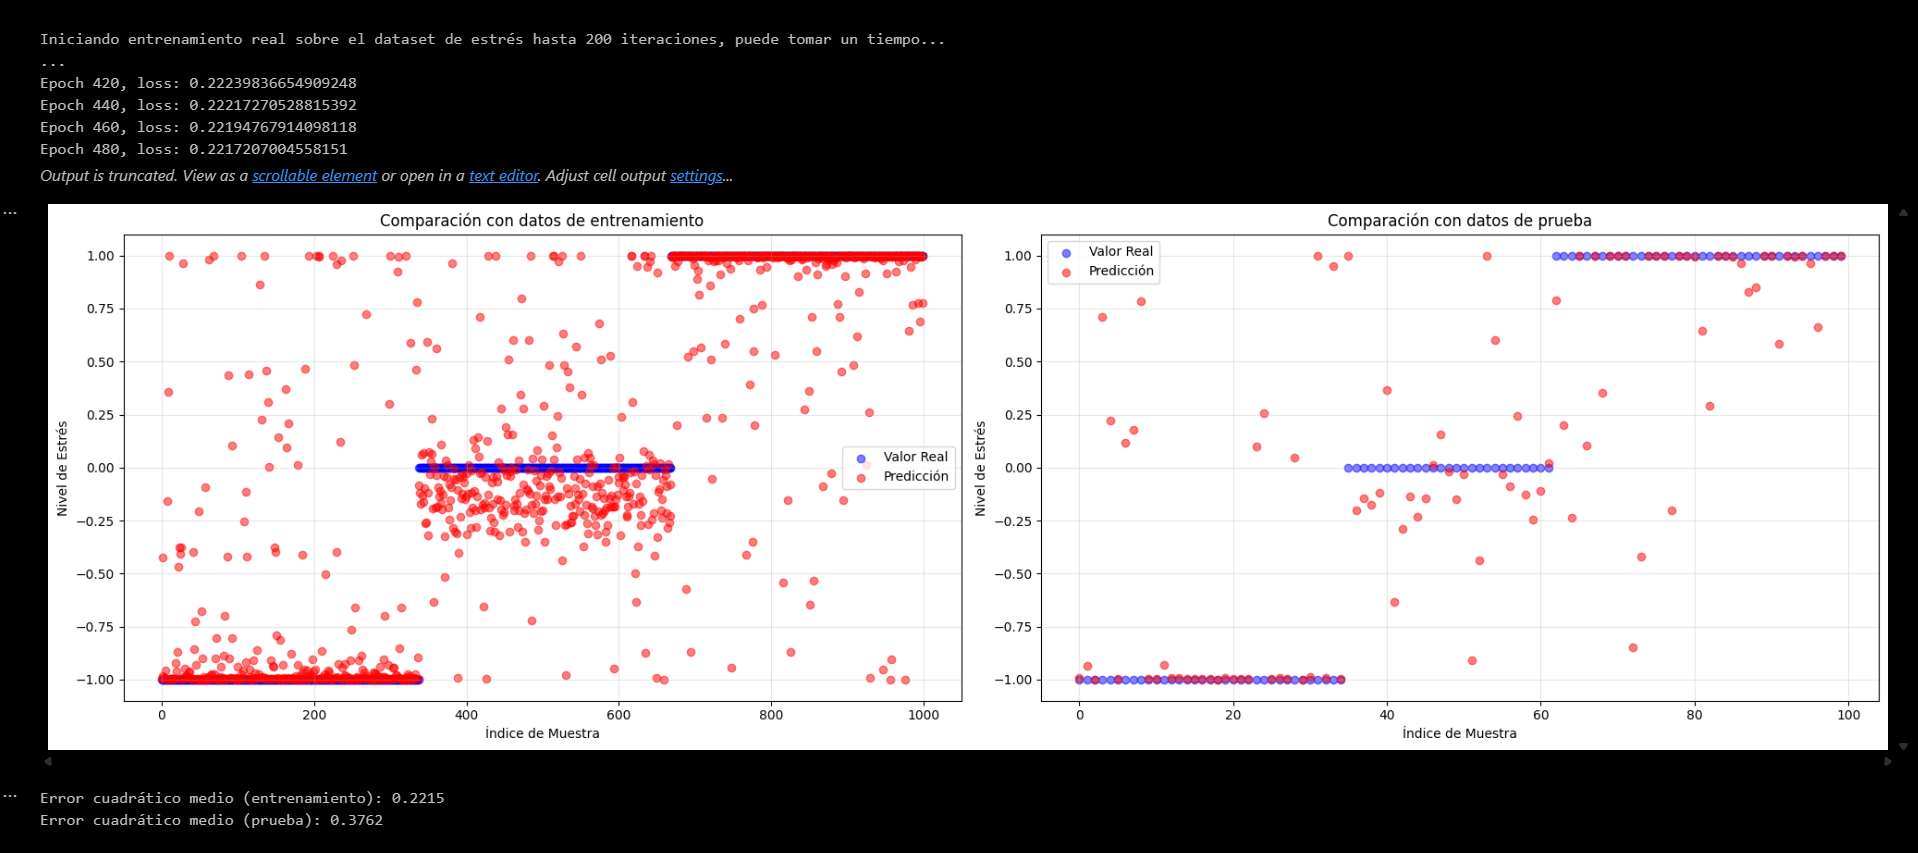 Iniciando entrenamiento real sobre el dataset de estrés hasta 200 iteraciones, puede tomar un tiempo...
...
Epoch 420, loss: 0.22239836654909248
Epoch 440, loss: 0.22217270528815392
Epoch 460, loss: 0.22194767914098118
Epoch 480, loss: 0.2217207004558151
Output is truncated. View as a scrollable element or open in a text editor. Adjust cell output settings...
...
Comparación con datos de entrenamiento
1.00
0.75
0.50
0.25
0.00
−0.25
−0.50
−0.75
−1.00
Nivel de Estrés
Valor Real
Predicción
0
200
400
600
800
1000
Índice de Muestra
Comparación con datos de prueba
Valor Real
Predicción
1.00
0.75
0.50
0.25
0.00
−0.25
−0.50
−0.75
−1.00
Nivel de Estrés
0
20
40
60
80
100
Índice de Muestra
...
Error cuadrático medio (entrenamiento): 0.2215
Error cuadrático medio (prueba): 0.3762